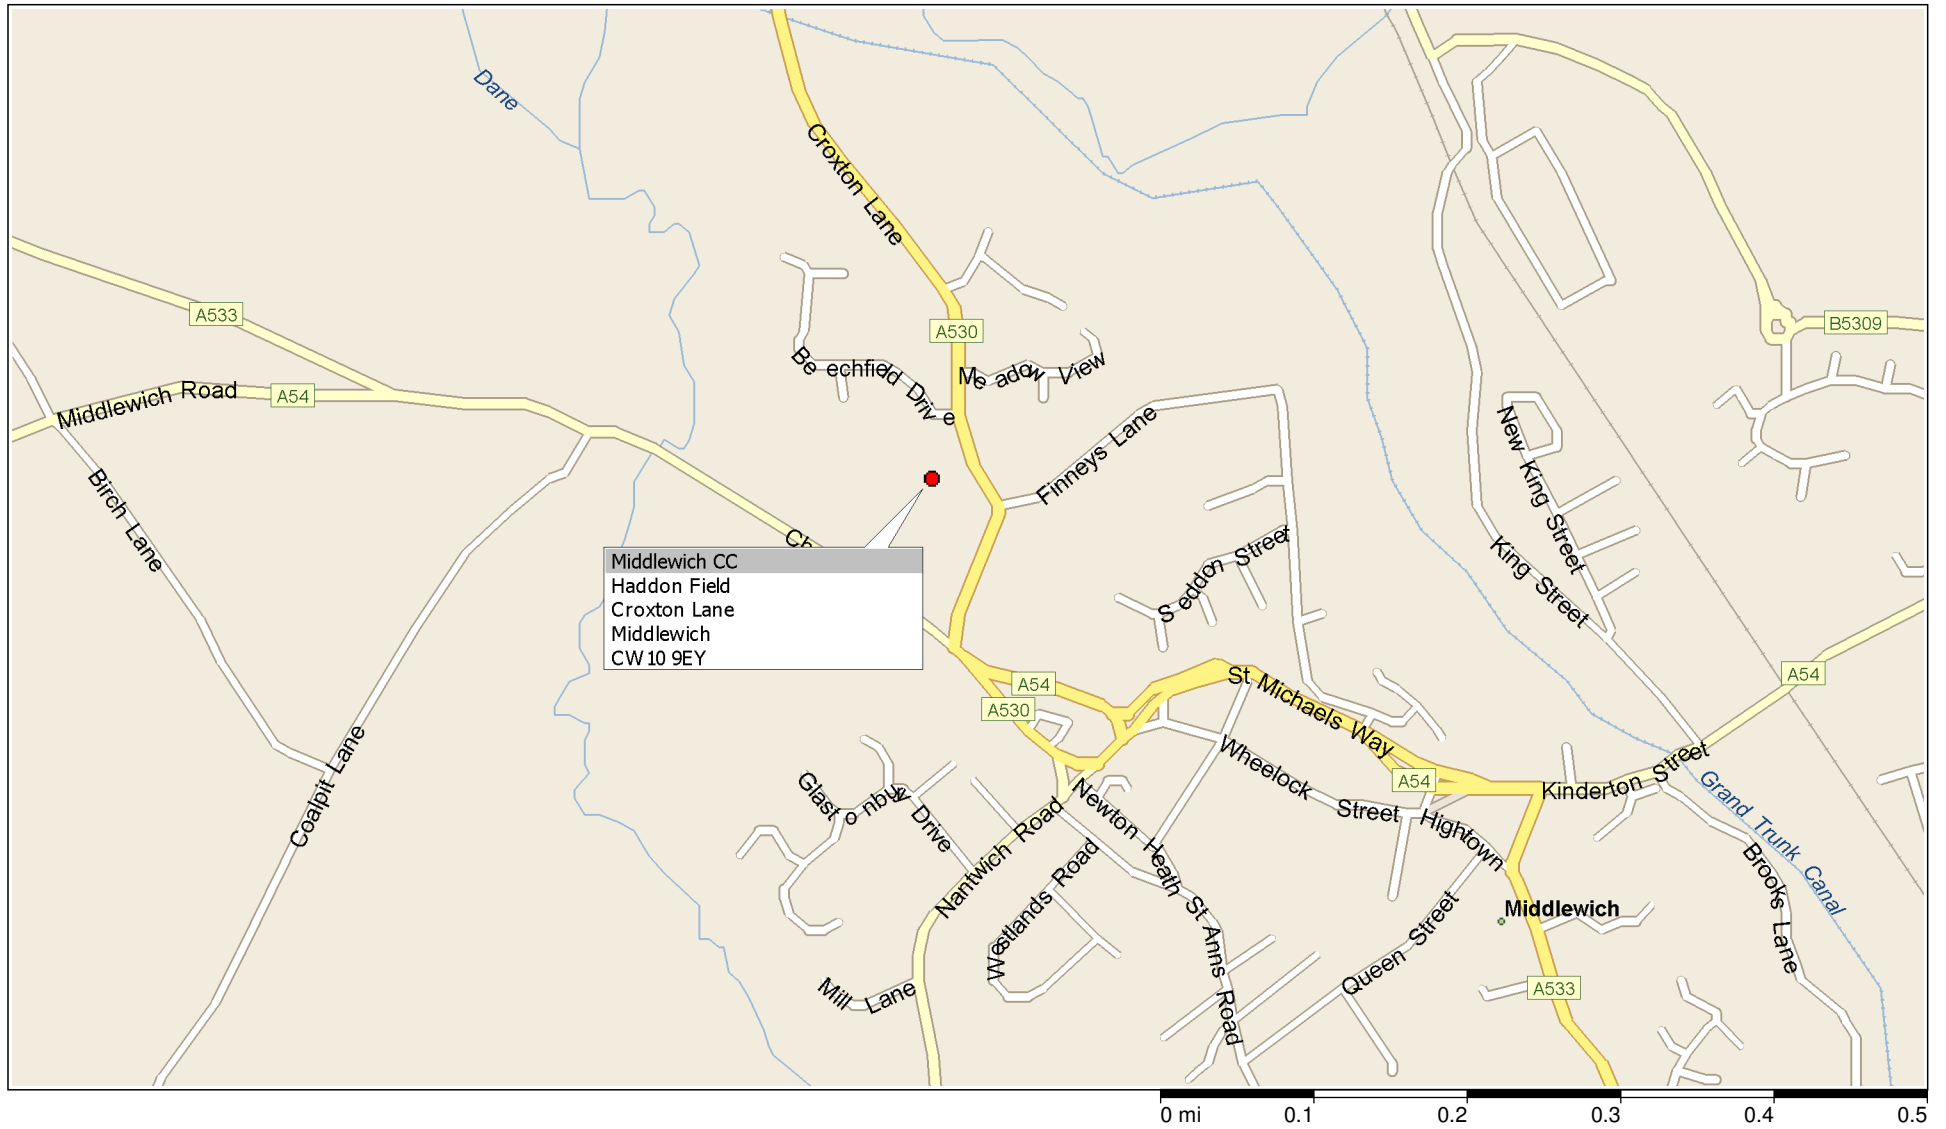 Dane
Croxton Lane
A533
A530
B5309
Beechfield Drive
Meadow View
Middlewich Road
A54
Finneys Lane
New King Street
Birch Lane
King Street
Seddon Street
Middlewich CC
Haddon Field
Croxton Lane
Middlewich
CW10 9EY
A54
A54
A530
St Michaels Way
Wheelock Street
A54
Kinderton Street
Coalpit Lane
Glastonbury Drive
Nantwich Road
Newton Heath
Hightown
Grand Trunk Canal
Brooks Lane
Westlands Road
St Anns Road
Queen Street
Middlewich
Mill Lane
A533
0 mi 0.1 0.2 0.3 0.4 0.5